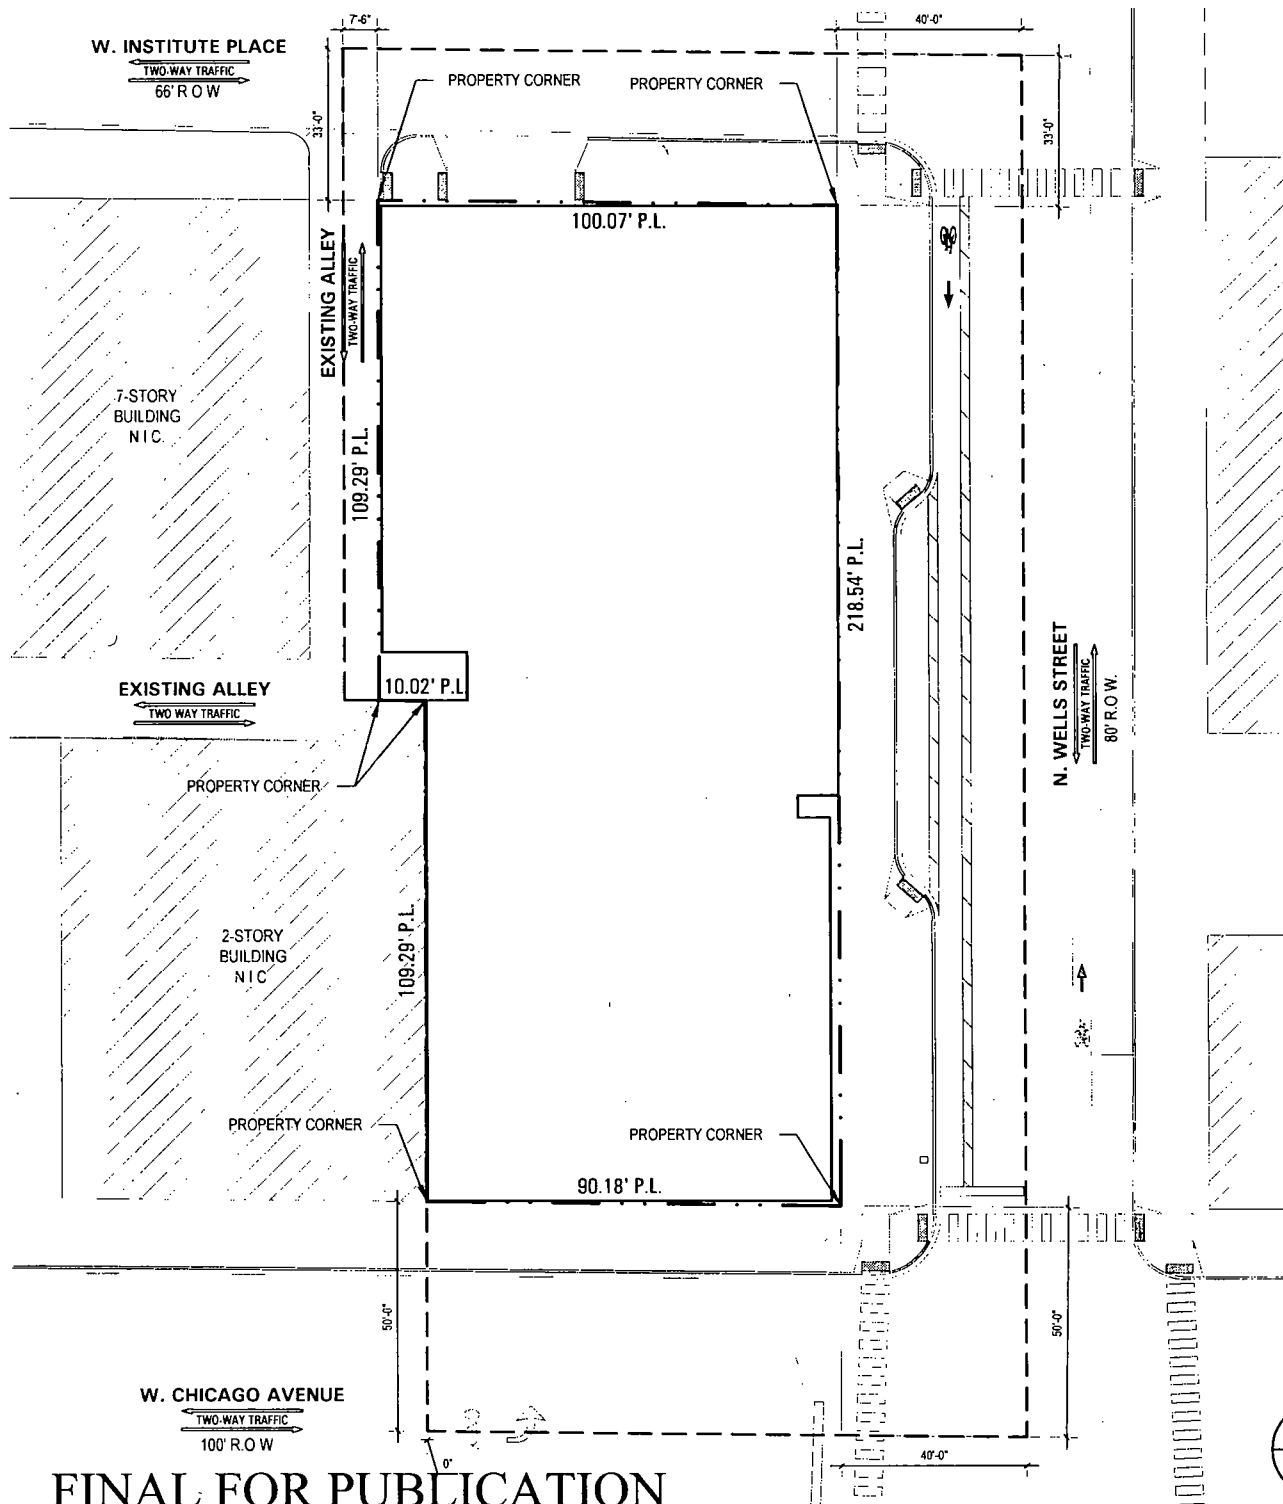 7'-6"
40'-0"
W. INSTITUTE PLACE
TWO-WAY TRAFFIC
66' R O W
PROPERTY CORNER
PROPERTY CORNER
33'-0"
33'-0"
100.07' P.L.
EXISTING ALLEY
TWO-WAY TRAFFIC
7-STORY
BUILDING
N I C.
109.29' P.L.
218.54' P.L.
N. WELLS STREET
TWO-WAY TRAFFIC
80' R.O.W.
EXISTING ALLEY
TWO WAY TRAFFIC
10.02' P.L.
PROPERTY CORNER
2-STORY
BUILDING
N I C
109.29' P.L.
PROPERTY CORNER
PROPERTY CORNER
90.18' P.L.
50'-0"
50'-0"
W. CHICAGO AVENUE
TWO-WAY TRAFFIC
100' R.O W
0"
40'-0"
FINAL FOR PUBLICATION